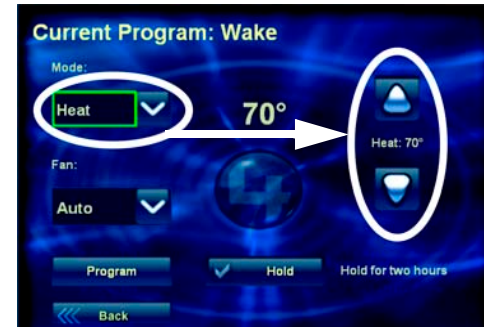 Current Program: Wake
Mode:
Heat
70°
Heat: 70°
Fan:
Auto
Program
Hold
Hold for two hours
Back